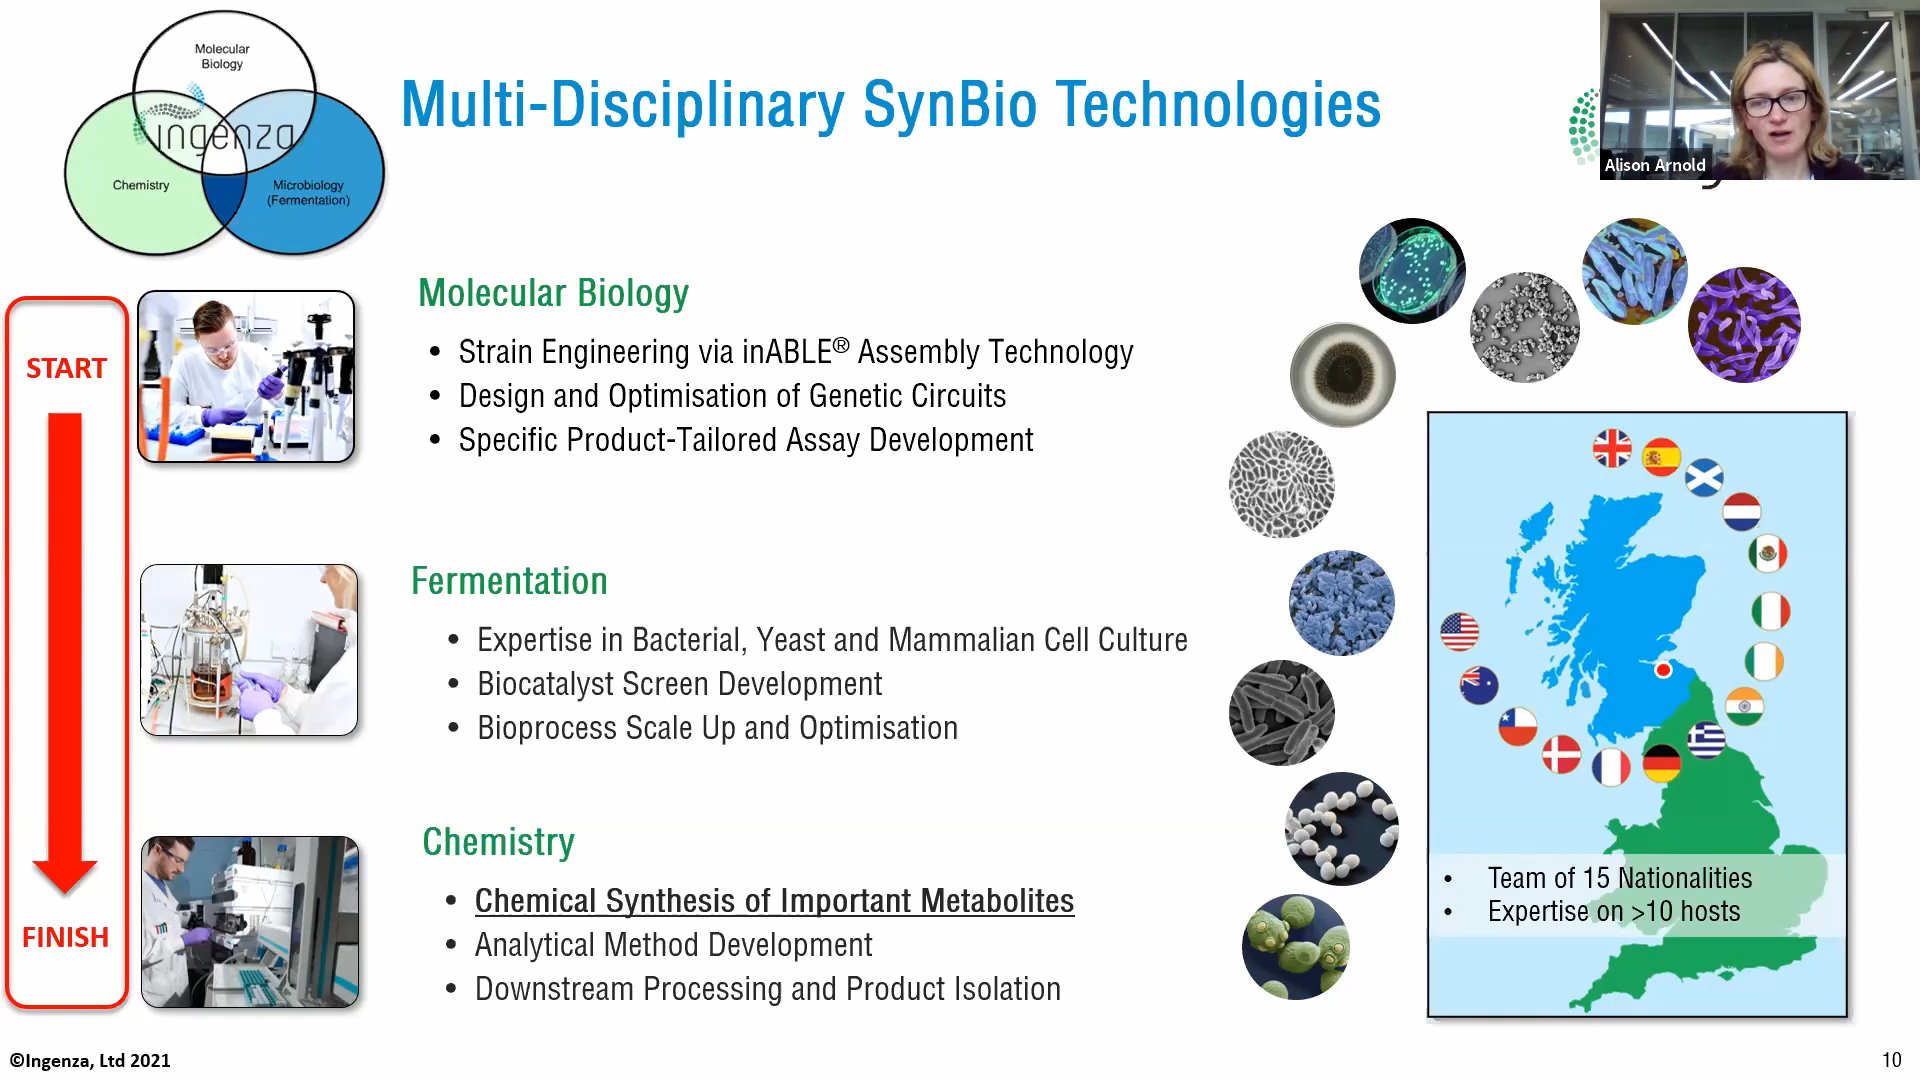 Molecular
Biology
ingenza
Chemistry
Microbiology
(Fermentation)
Multi-Disciplinary SynBio Technologies
Alison Arnold
START
FINISH
Molecular Biology
• Strain Engineering via inABLE® Assembly Technology
• Design and Optimisation of Genetic Circuits
• Specific Product-Tailored Assay Development
Fermentation
• Expertise in Bacterial, Yeast and Mammalian Cell Culture
• Biocatalyst Screen Development
• Bioprocess Scale Up and Optimisation
Chemistry
• Chemical Synthesis of Important Metabolites
• Analytical Method Development
• Downstream Processing and Product Isolation
• Team of 15 Nationalities
• Expertise on >10 hosts
©Ingenza, Ltd 2021
10